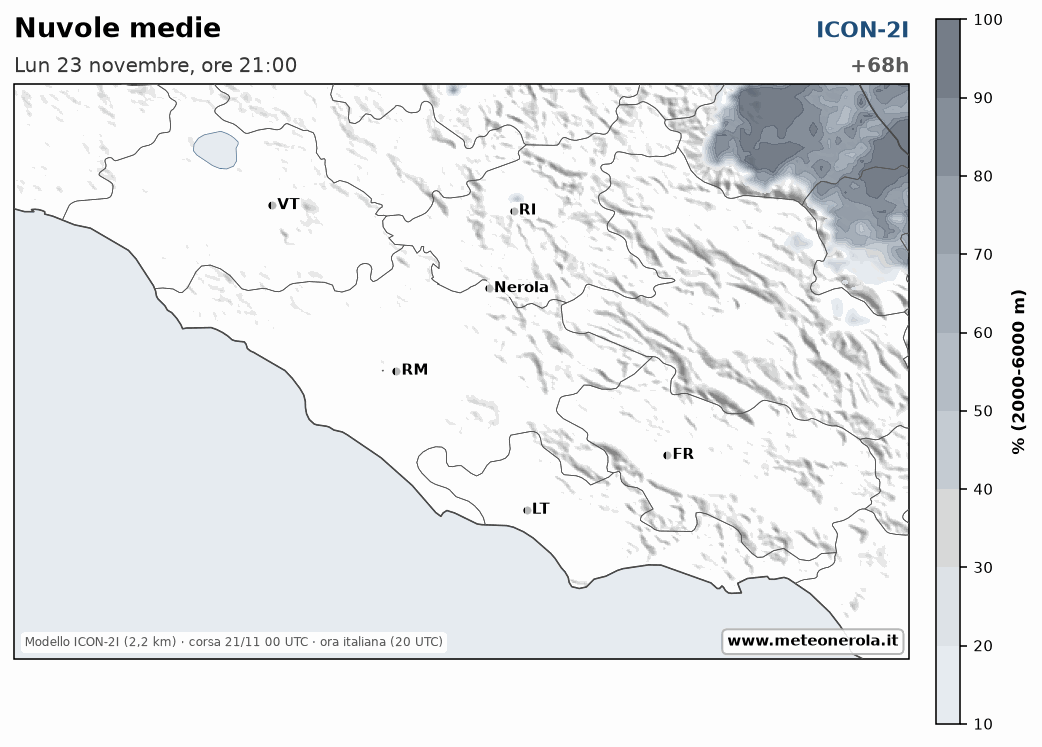 Nuvole medie
ICON-2I
Lun 23 novembre, ore 21:00
+68h
VT
RI
Nerola
RM
FR
LT
Modello ICON-2I (2,2 km) · corsa 21/11 00 UTC · ora italiana (20 UTC)
www.meteonerola.it
100
90
80
70
60
50
40
30
20
10
% (2000-6000 m)